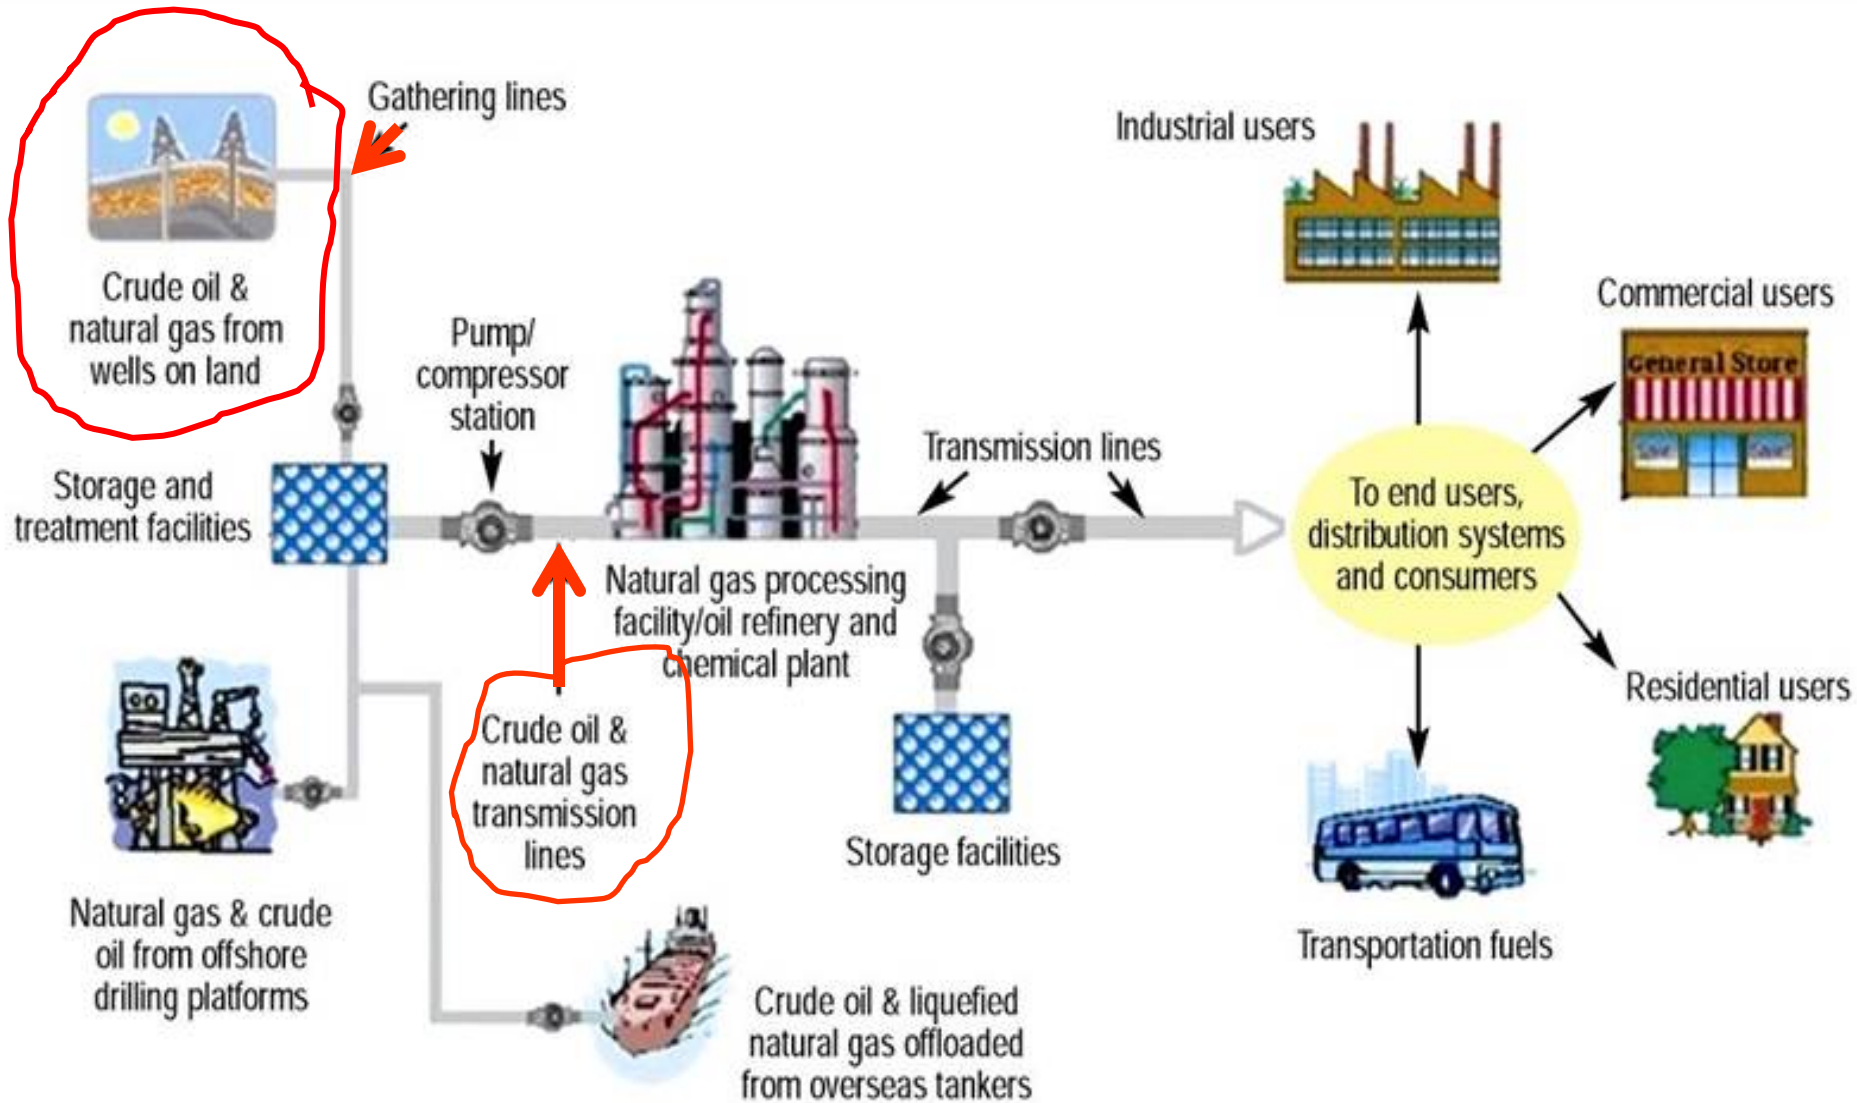 Gathering lines
Crude oil &
natural gas from
wells on land
Storage and
treatment facilities
Pump/
compressor
station
Natural gas processing
facility/oil refinery and
chemical plant
Crude oil &
natural gas
transmission
lines
Natural gas & crude
oil from offshore
drilling platforms
Crude oil & liquefied
natural gas offloaded
from overseas tankers
Transmission lines
Storage facilities
To end users,
distribution systems
and consumers
Industrial users
Commercial users
General Store
Residential users
Transportation fuels